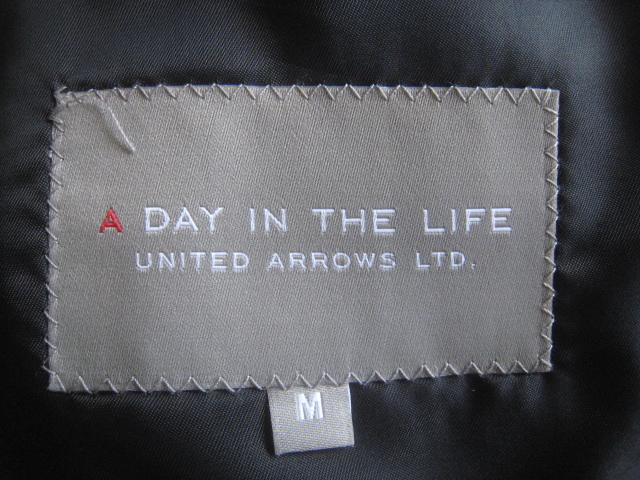 A DAY IN THE LIFE
UNITED ARROWS LTD.
M